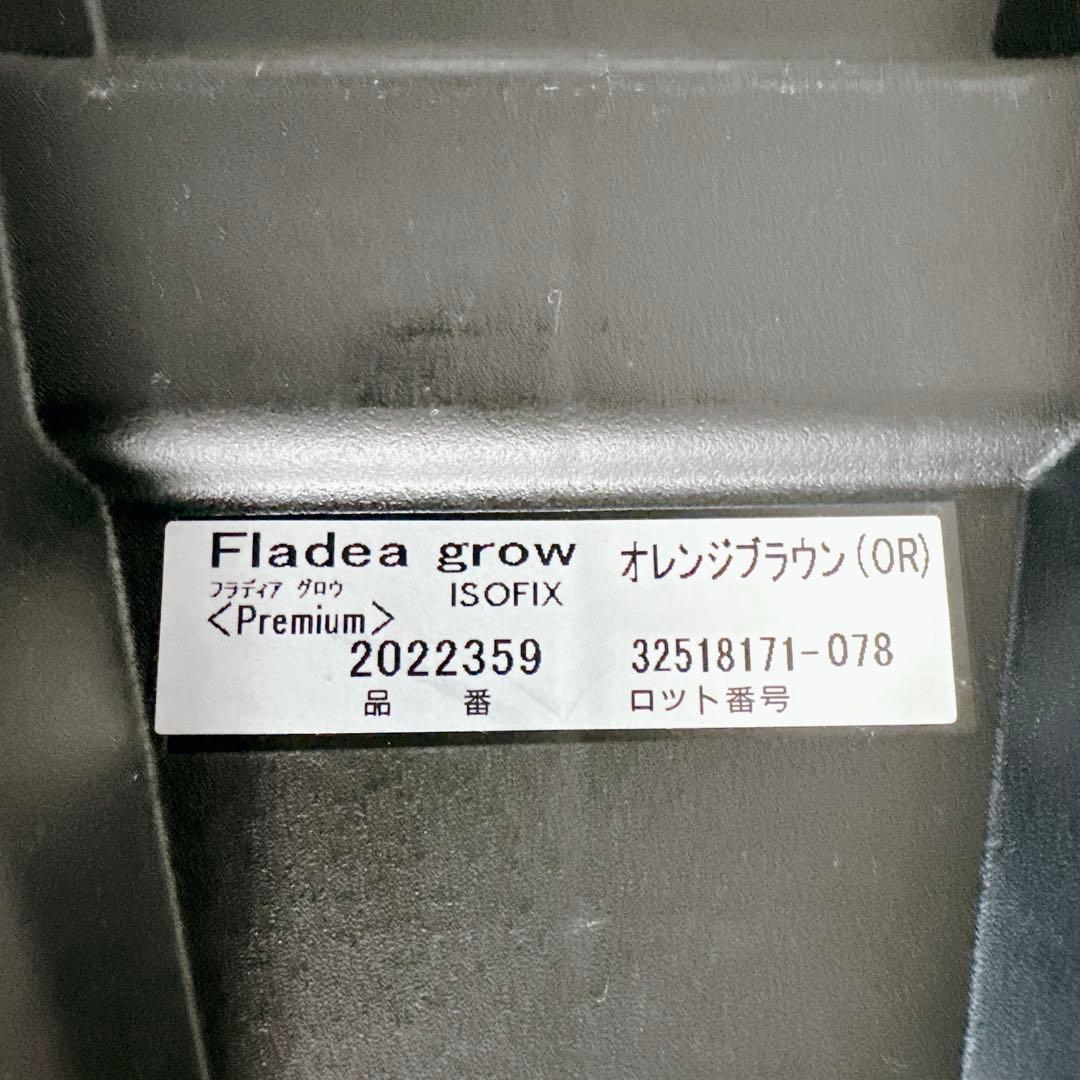 Fladea grow オレンジブラウン(OR)
フラディア グロウ ISOFIX
<Premium>
2022359 32518171-078
品 番 ロット番号